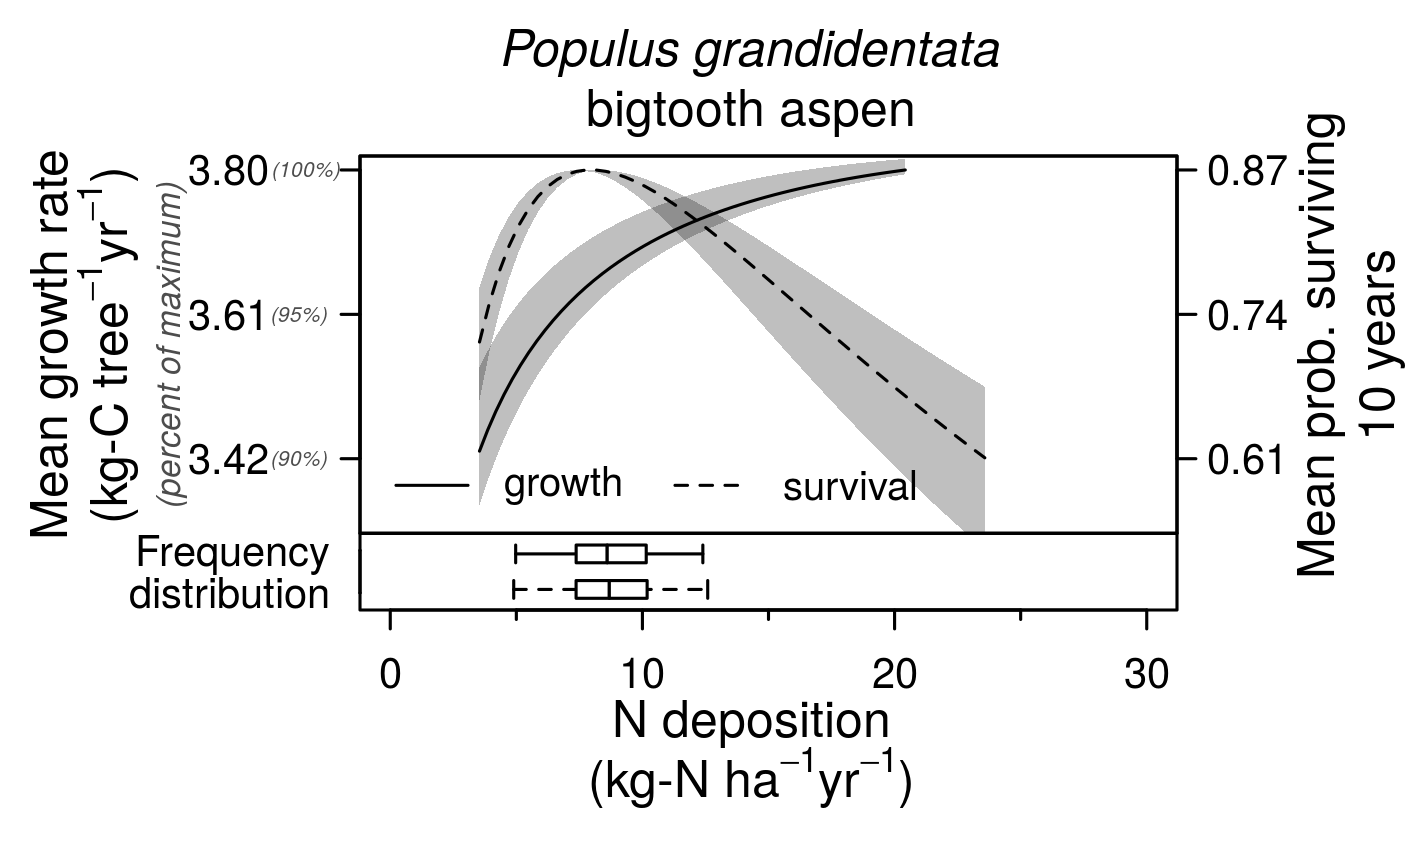 Populus grandidentata
bigtooth aspen
Mean growth rate
(kg-C tree⁻¹yr⁻¹)
(percent of maximum)
3.80 (100%)
3.61 (95%)
3.42 (90%)
0.87
0.74
0.61
Mean prob. surviving
10 years
growth survival
Frequency
distribution
0 10 20 30
N deposition
(kg-N ha⁻¹yr⁻¹)